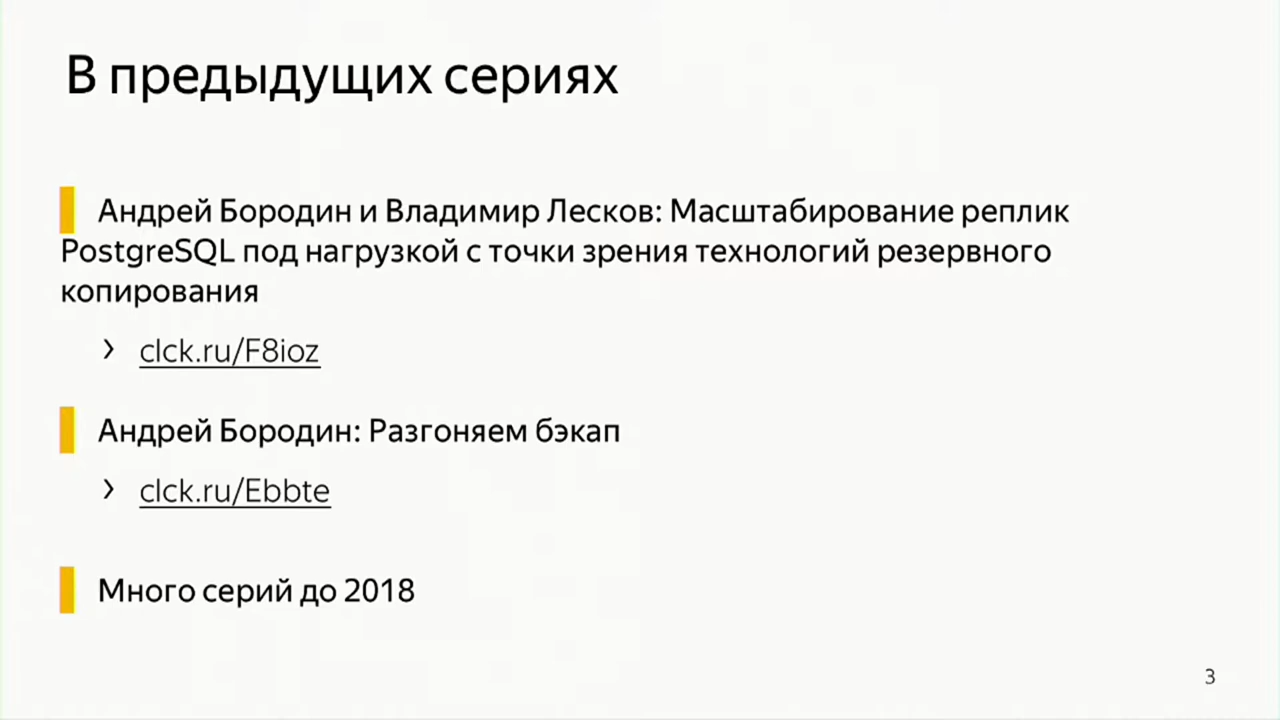 В предыдущих сериях
Андрей Бородин и Владимир Лесков: Масштабирование реплик
PostgreSQL под нагрузкой с точки зрения технологий резервного
копирования
› clck.ru/F8ioz
Андрей Бородин: Разгоняем бэкап
› clck.ru/Ebbte
Много серий до 2018
3